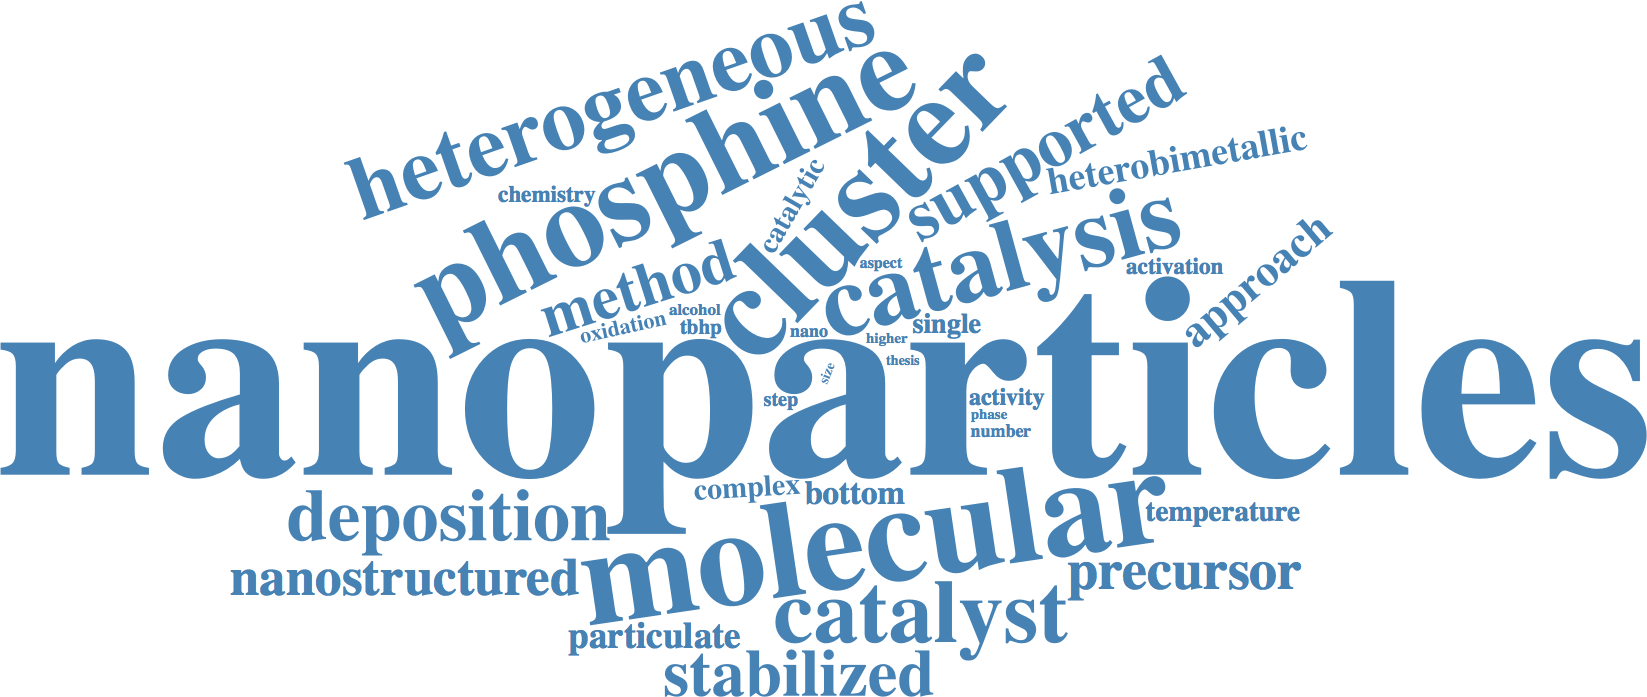 heterogeneous
phosphine
cluster
supported
heterobimetallic
chemistry
catalytic
catalysis
method
aspect
activation
approach
oxidation
alcohol
tbhp
nano
higher
single
thesis
nanoparticles
size
step
activity
phase
number
complex
bottom
deposition
molecular
temperature
nanostructured
precursor
catalyst
particulate
stabilized